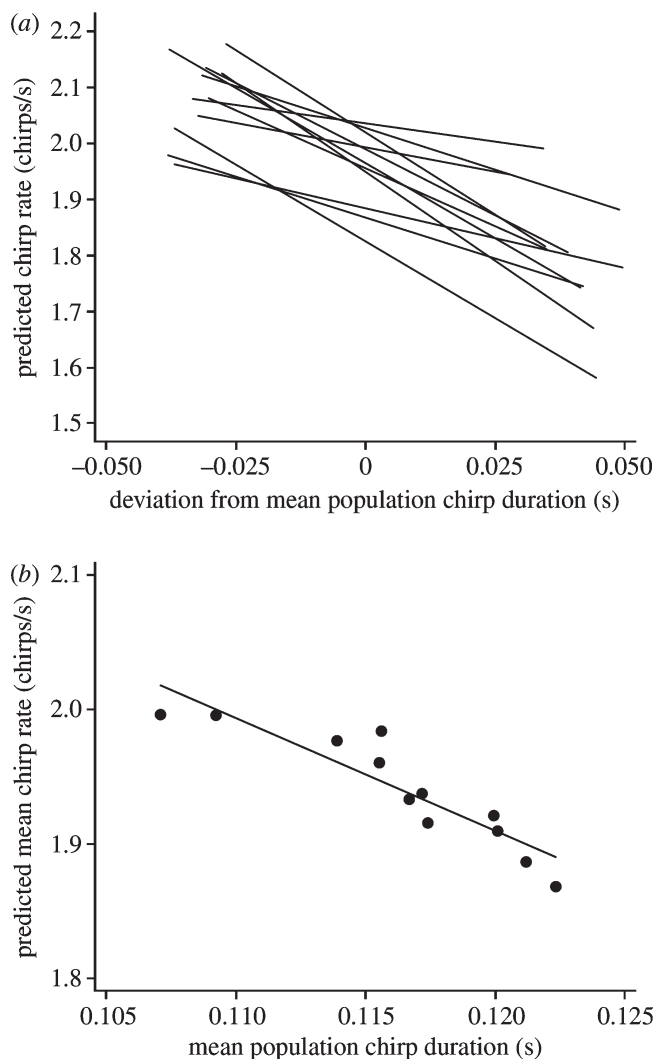 (a)
2.2
2.1
2.0
1.9
1.8
1.7
1.6
1.5
predicted chirp rate (chirps/s)
–0.050 –0.025 0 0.025 0.050
deviation from mean population chirp duration (s)
(b)
2.1
2.0
1.9
1.8
predicted mean chirp rate (chirps/s)
0.105 0.110 0.115 0.120 0.125
mean population chirp duration (s)